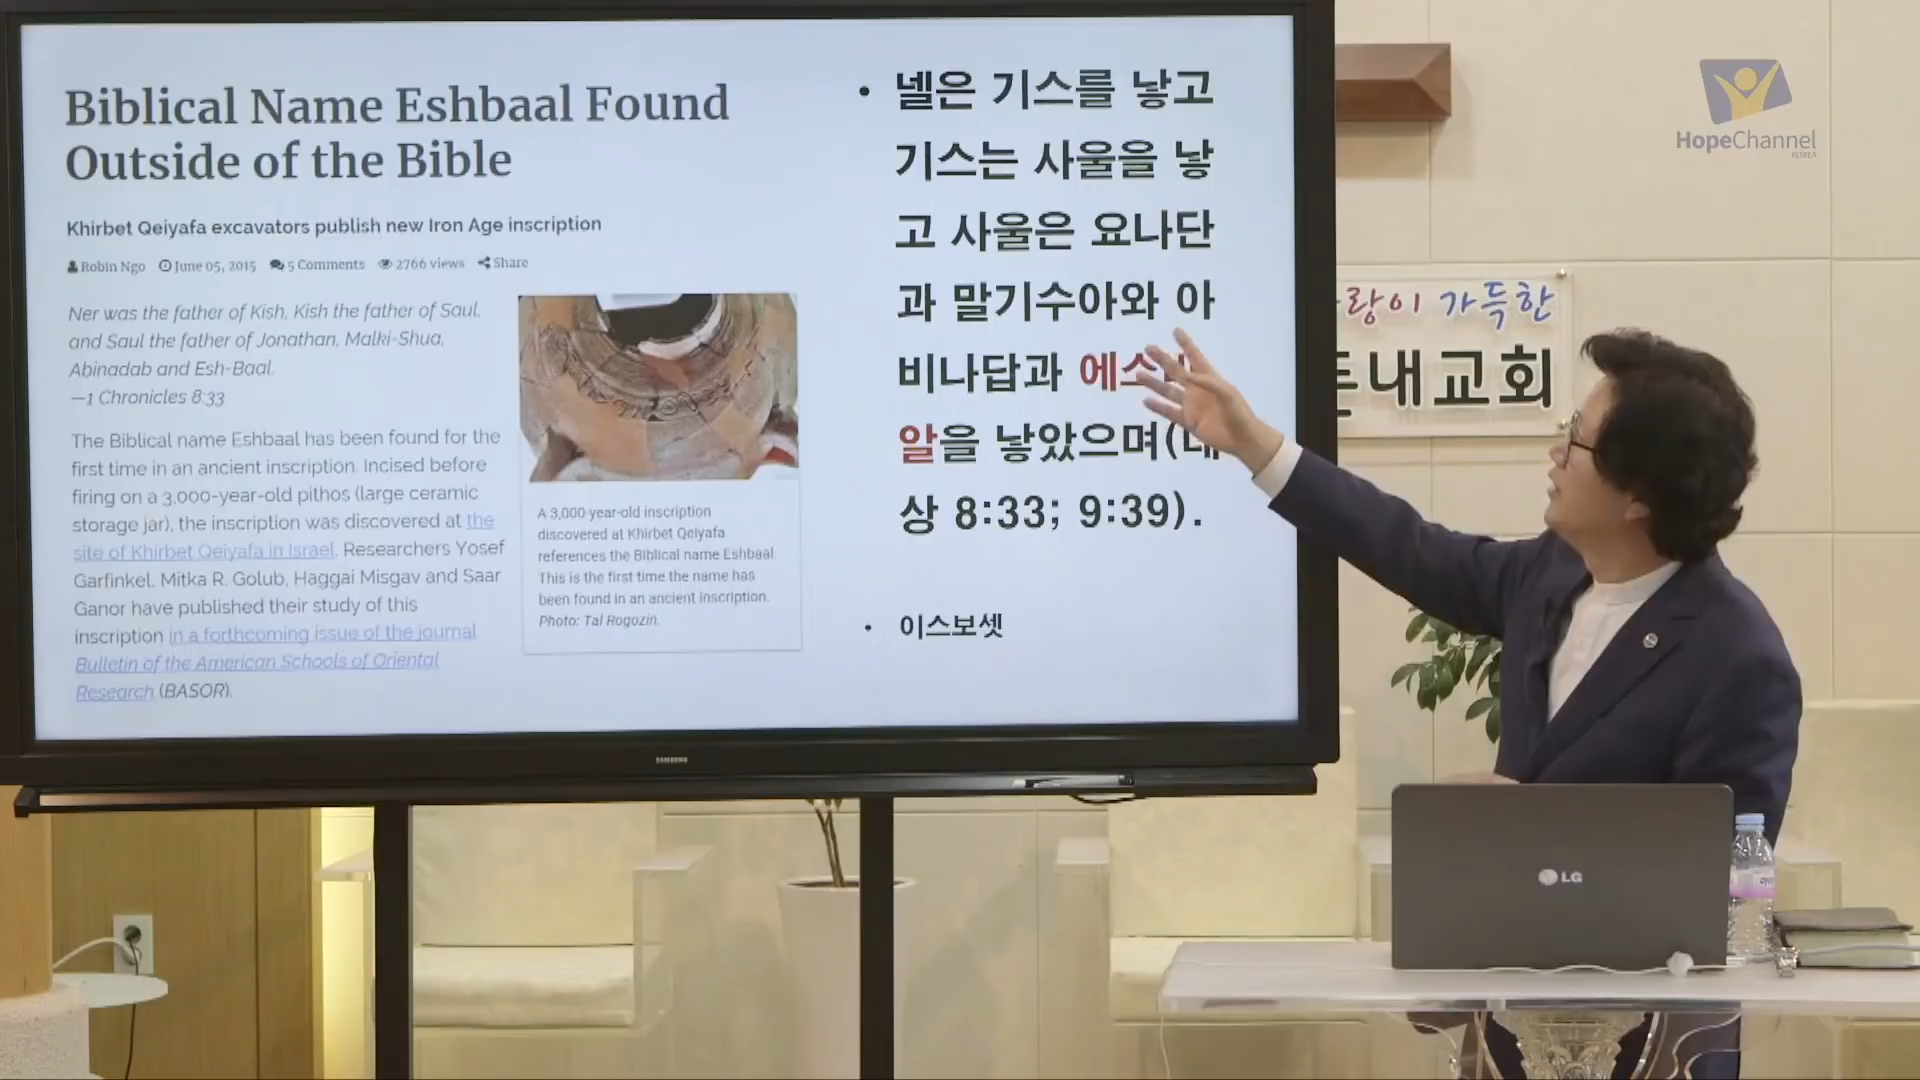 Biblical Name Eshbaal Found
Outside of the Bible
Khirbet Qeiyafa excavators publish new Iron Age inscription
Robin Ngo June 05, 2015 5 Comments 2766 views Share
Ner was the father of Kish, Kish the father of Saul,
and Saul the father of Jonathan, Malki-Shua,
Abinadab and Esh-Baal.
—1 Chronicles 8:33
The Biblical name Eshbaal has been found for the
first time in an ancient inscription. Incised before
firing on a 3,000-year-old pithos (large ceramic
storage jar), the inscription was discovered at the
site of Khirbet Qeiyafa in Israel. Researchers Yosef
Garfinkel, Mitka R. Golub, Haggai Misgav and Saar
Ganor have published their study of this
inscription in a forthcoming issue of the journal
Bulletin of the American Schools of Oriental
Research (BASOR).
A 3,000-year-old inscription
discovered at Khirbet Qeiyafa
references the Biblical name Eshbaal.
This is the first time the name has
been found in an ancient inscription.
Photo: Tal Rogozin.
• 넬은 기스를 낳고
기스는 사울을 낳
고 사울은 요나단
과 말기수아와 아
비나답과 에스
알을 낳았으며(
상 8:33; 9:39).
• 이스보셋
SAMSUNG
HopeChannel
KOREA
가득한
내교회
LG